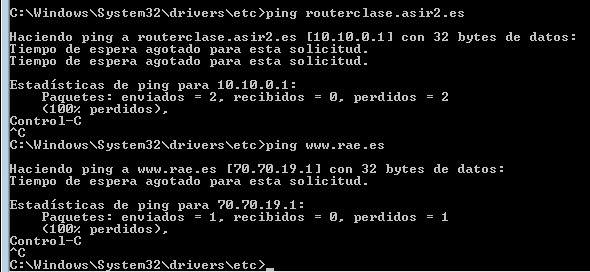 C:\Windows\System32\drivers\etc>ping routerclase.asir2.es
Haciendo ping a routerclase.asir2.es [10.10.0.1] con 32 bytes de datos:
Tiempo de espera agotado para esta solicitud.
Tiempo de espera agotado para esta solicitud.
Estadísticas de ping para 10.10.0.1:
Paquetes: enviados = 2, recibidos = 0, perdidos = 2
(100% perdidos),
Control-C
^C
C:\Windows\System32\drivers\etc>ping www.rae.es
Haciendo ping a www.rae.es [70.70.19.1] con 32 bytes de datos:
Tiempo de espera agotado para esta solicitud.
Estadísticas de ping para 70.70.19.1:
Paquetes: enviados = 1, recibidos = 0, perdidos = 1
(100% perdidos),
Control-C
^C
C:\Windows\System32\drivers\etc>_